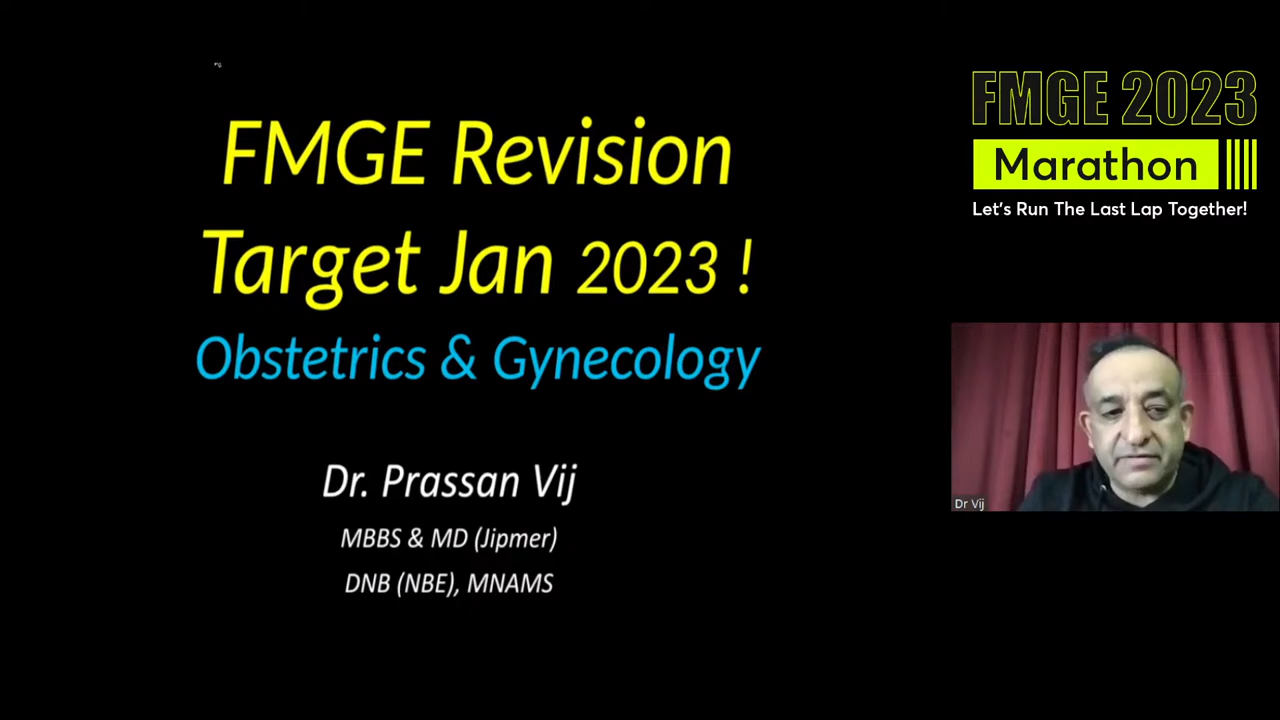 FMGE Revision
Target Jan 2023 !
Obstetrics & Gynecology
Dr. Prassan Vij
MBBS & MD (Jipmer)
DNB (NBE), MNAMS
FMGE 2023
Marathon
Let's Run The Last Lap Together!
Dr Vij